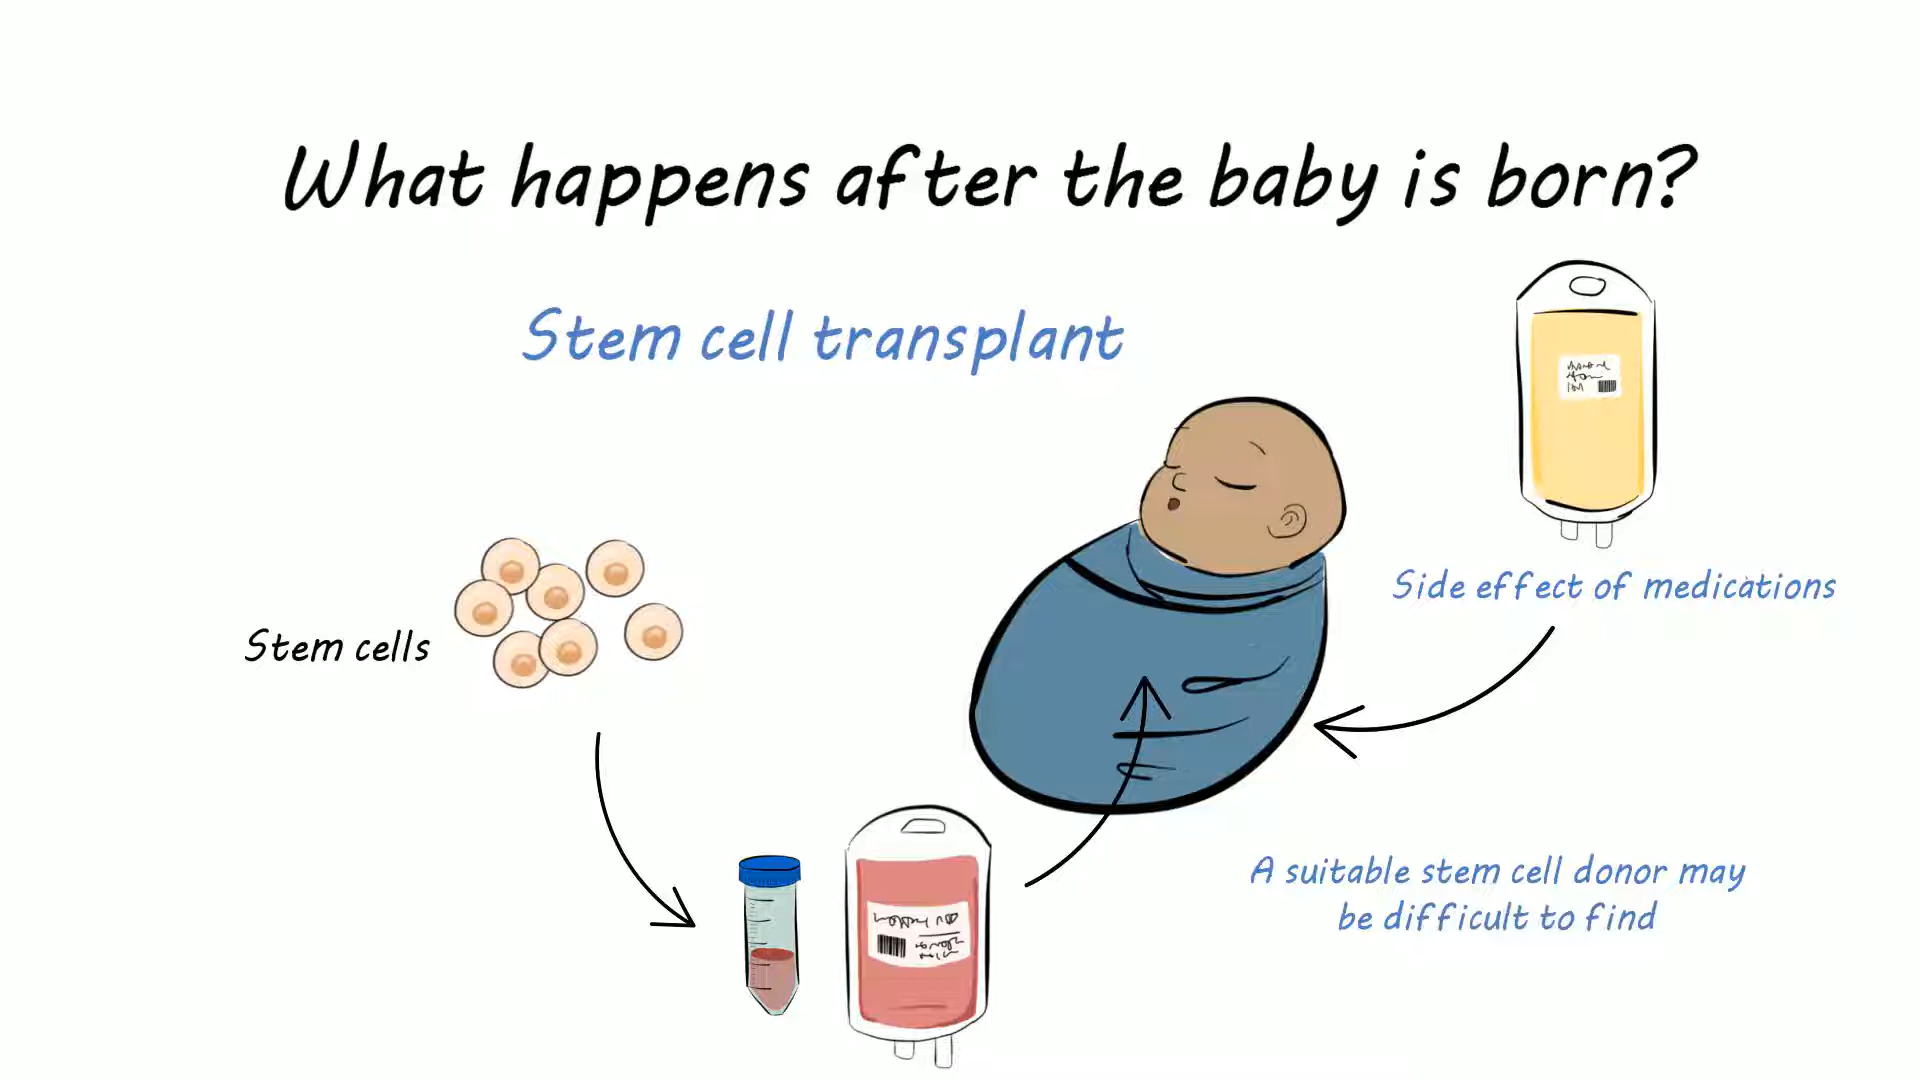 What happens after the baby is born?
Stem cell transplant
Stem cells
Side effect of medications
A suitable stem cell donor may
be difficult to find